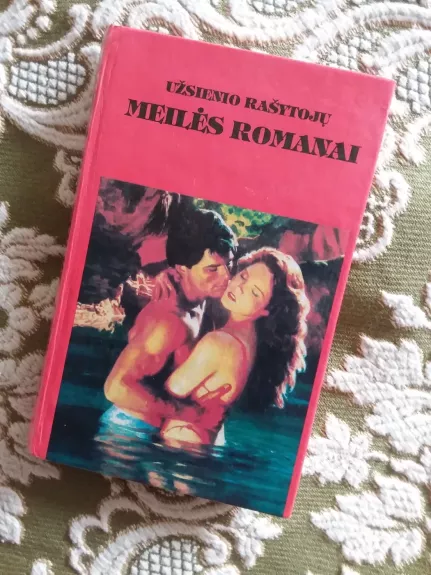 UŽSIENIO RAŠYTOJŲ
MEILĖS ROMANAI